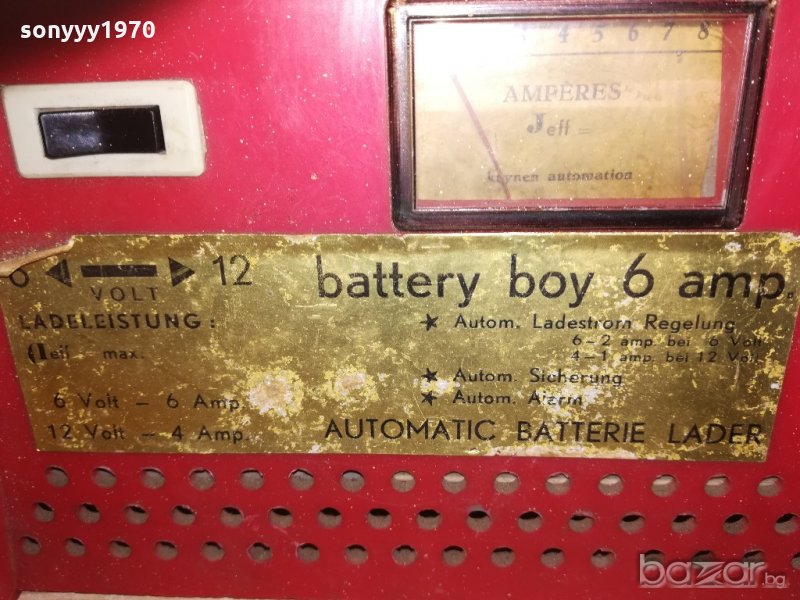 sonyyy1970
4 5 6 7 8
AMPERES
Jeff =
automation
6 12
VOLT
battery boy 6 amp.
LADELEISTUNG:
Jeff = max.
6 Volt - 6 Amp.
12 Volt - 4 Amp.
★ Autom. Ladestrom Regelung
6-2 amp. bei 6 Volt
4-1 amp. bei 12 Volt
★ Autom. Sicherung
★ Autom. Alarm
AUTOMATIC BATTERIE LADER
bazar.bg